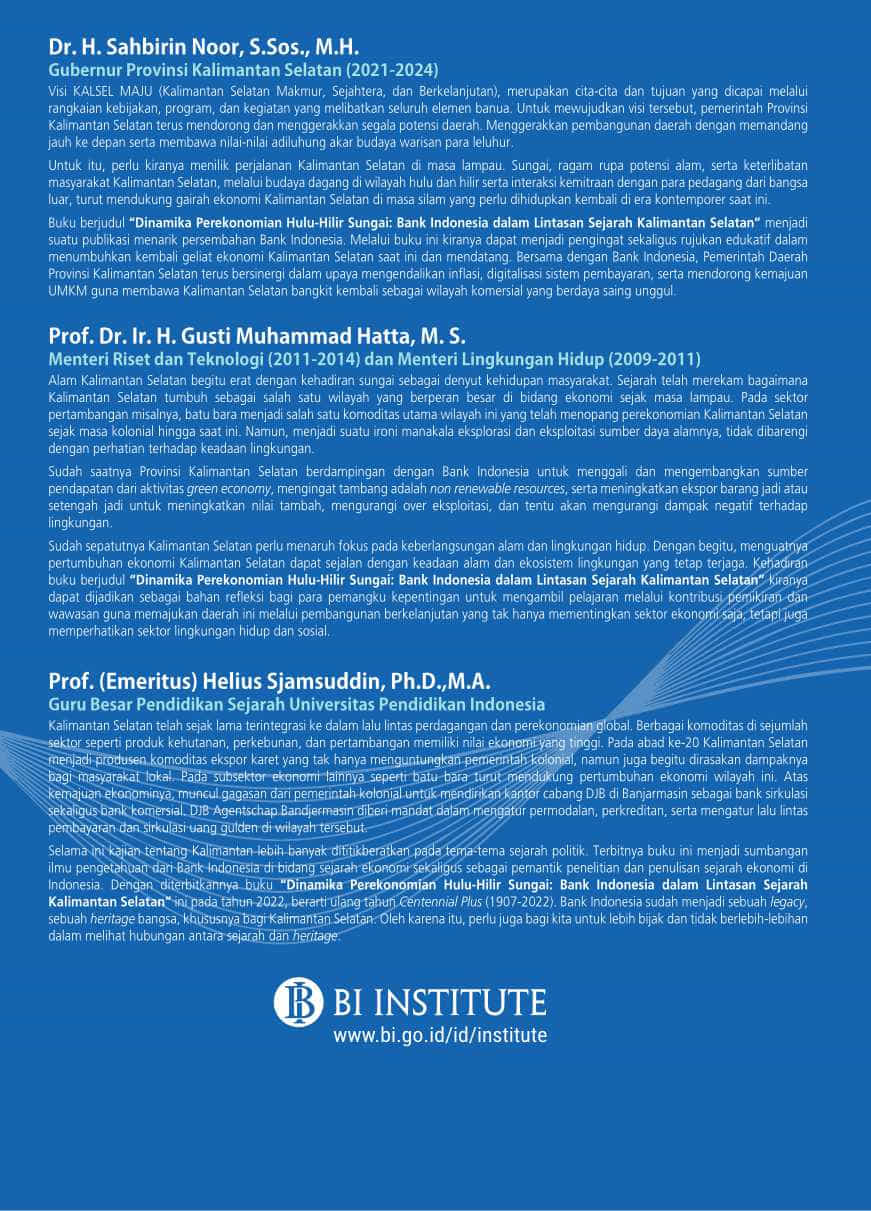 Dr. H. Sahbirin Noor, S.Sos., M.H.
Gubernur Provinsi Kalimantan Selatan (2021-2024)
Visi KALSEL MAJU (Kalimantan Selatan Makmur, Sejahtera, dan Berkelanjutan), merupakan cita-cita dan tujuan yang dicapai melalui
rangkaian kebijakan, program, dan kegiatan yang melibatkan seluruh elemen banua. Untuk mewujudkan visi tersebut, pemerintah Provinsi
Kalimantan Selatan terus mendorong dan menggerakkan segala potensi daerah. Menggerakkan pembangunan daerah dengan memandang
jauh ke depan serta membawa nilai-nilai adiluhung akar budaya warisan para leluhur.
Untuk itu, perlu kiranya menilik perjalanan Kalimantan Selatan di masa lampau. Sungai, ragam rupa potensi alam, serta keterlibatan
masyarakat Kalimantan Selatan, melalui budaya dagang di wilayah hulu dan hilir serta interaksi kemitraan dengan para pedagang dari bangsa
luar, turut mendukung gairah ekonomi Kalimantan Selatan di masa silam yang perlu dihidupkan kembali di era kontemporer saat ini.
Buku berjudul “Dinamika Perekonomian Hulu-Hilir Sungai: Bank Indonesia dalam Lintasan Sejarah Kalimantan Selatan“ menjadi
suatu publikasi menarik persembahan Bank Indonesia. Melalui buku ini kiranya dapat menjadi pengingat sekaligus rujukan edukatif dalam
menumbuhkan kembali geliat ekonomi Kalimantan Selatan saat ini dan mendatang. Bersama dengan Bank Indonesia, Pemerintah Daerah
Provinsi Kalimantan Selatan terus bersinergi dalam upaya mengendalikan inflasi, digitalisasi sistem pembayaran, serta mendorong kemajuan
UMKM guna membawa Kalimantan Selatan bangkit kembali sebagai wilayah komersial yang berdaya saing unggul.
Prof. Dr. Ir. H. Gusti Muhammad Hatta, M. S.
Menteri Riset dan Teknologi (2011-2014) dan Menteri Lingkungan Hidup (2009-2011)
Alam Kalimantan Selatan begitu erat dengan kehadiran sungai sebagai denyut kehidupan masyarakat. Sejarah telah merekam bagaimana
Kalimantan Selatan tumbuh sebagai salah satu wilayah yang berperan besar di bidang ekonomi sejak masa lampau. Pada sektor
pertambangan misalnya, batu bara menjadi salah satu komoditas utama wilayah ini yang telah menopang perekonomian Kalimantan Selatan
sejak masa kolonial hingga saat ini. Namun, menjadi suatu ironi manakala eksplorasi dan eksploitasi sumber daya alamnya, tidak dibarengi
dengan perhatian terhadap keadaan lingkungan.
Sudah saatnya Provinsi Kalimantan Selatan berdampingan dengan Bank Indonesia untuk menggali dan mengembangkan sumber
pendapatan dari aktivitas green economy, mengingat tambang adalah non renewable resources, serta meningkatkan ekspor barang jadi atau
setengah jadi untuk meningkatkan nilai tambah, mengurangi over eksploitasi, dan tentu akan mengurangi dampak negatif terhadap
lingkungan.
Sudah sepatutnya Kalimantan Selatan perlu menaruh fokus pada keberlangsungan alam dan lingkungan hidup. Dengan begitu, menguatnya
pertumbuhan ekonomi Kalimantan Selatan dapat sejalan dengan keadaan alam dan ekosistem lingkungan yang tetap terjaga. Kehadiran
buku berjudul “Dinamika Perekonomian Hulu-Hilir Sungai: Bank Indonesia dalam Lintasan Sejarah Kalimantan Selatan“ kiranya
dapat dijadikan sebagai bahan refleksi bagi para pemangku kepentingan untuk mengambil pelajaran melalui kontribusi pemikiran dan
wawasan guna memajukan daerah ini melalui pembangunan berkelanjutan yang tak hanya mementingkan sektor ekonomi saja, tetapi juga
memperhatikan sektor lingkungan hidup dan sosial.
Prof. (Emeritus) Helius Sjamsuddin, Ph.D.,M.A.
Guru Besar Pendidikan Sejarah Universitas Pendidikan Indonesia
Kalimantan Selatan telah sejak lama terintegrasi ke dalam lalu lintas perdagangan dan perekonomian global. Berbagai komoditas di sejumlah
sektor seperti produk kehutanan, perkebunan, dan pertambangan memiliki nilai ekonomi yang tinggi. Pada abad ke-20 Kalimantan Selatan
menjadi produsen komoditas ekspor karet yang tak hanya menguntungkan pemerintah kolonial, namun juga begitu dirasakan dampaknya
bagi masyarakat lokal. Pada subsektor ekonomi lainnya seperti batu bara turut mendukung pertumbuhan ekonomi wilayah ini. Atas
kemajuan ekonominya, muncul gagasan dari pemerintah kolonial untuk mendirikan kantor cabang DJB di Banjarmasin sebagai bank sirkulasi
sekaligus bank komersial. DJB Agentschap Bandjermasin diberi mandat dalam mengatur permodalan, perkreditan, serta mengatur lalu lintas
pembayaran dan sirkulasi uang gulden di wilayah tersebut.
Selama ini kajian tentang Kalimantan lebih banyak dititikberatkan pada tema-tema sejarah politik. Terbitnya buku ini menjadi sumbangan
ilmu pengetahuan dari Bank Indonesia di bidang sejarah ekonomi sekaligus sebagai pemantik penelitian dan penulisan sejarah ekonomi di
Indonesia. Dengan diterbitkannya buku “Dinamika Perekonomian Hulu-Hilir Sungai: Bank Indonesia dalam Lintasan Sejarah
Kalimantan Selatan“ ini pada tahun 2022, berarti ulang tahun Centennial Plus (1907-2022). Bank Indonesia sudah menjadi sebuah legacy,
sebuah heritage bangsa, khususnya bagi Kalimantan Selatan. Oleh karena itu, perlu juga bagi kita untuk lebih bijak dan tidak berlebih-lebihan
dalam melihat hubungan antara sejarah dan heritage.
BI INSTITUTE
www.bi.go.id/id/institute